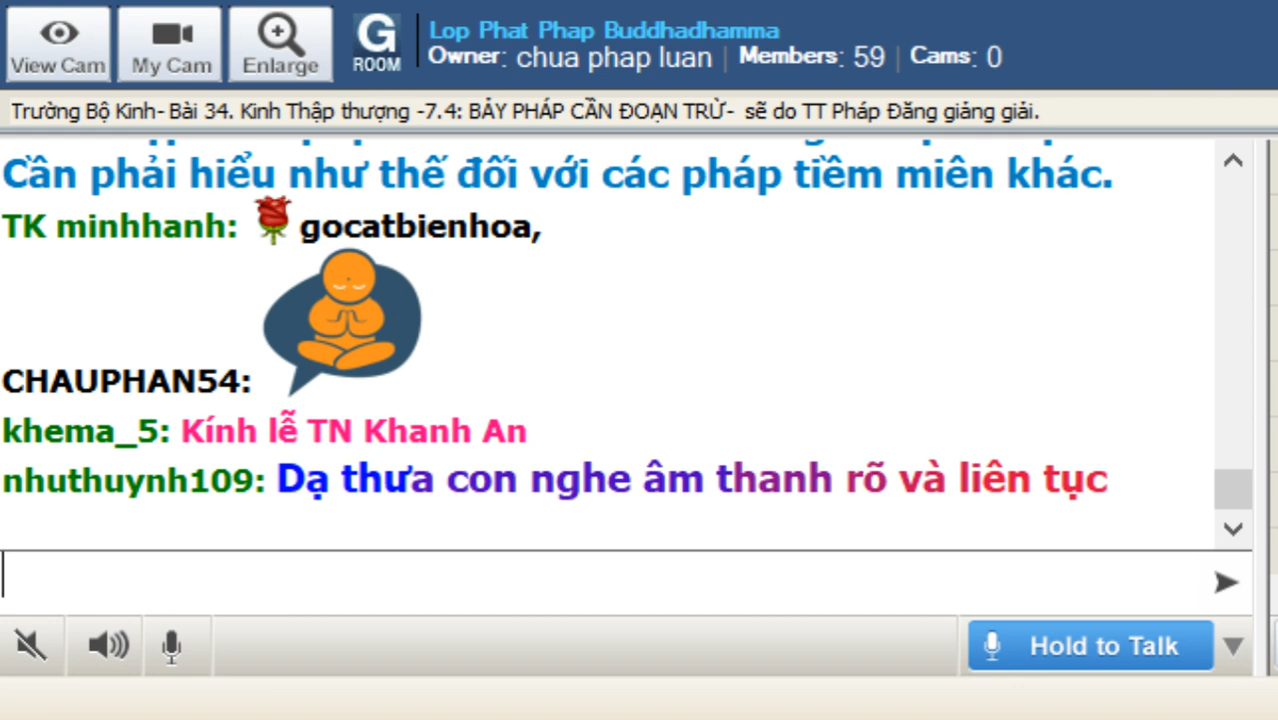 View Cam
My Cam
Enlarge
G
ROOM
Lop Phat Phap Buddhadhamma
Owner: chua phap luan | Members: 59 | Cams: 0
Trường Bộ Kinh- Bài 34. Kinh Thập thượng -7.4: BẢY PHÁP CẦN ĐOẠN TRỪ- sẽ do TT Pháp Đăng giảng giải.
Cần phải hiểu như thế đối với các pháp tiềm miên khác.
TK minhhanh: gocatbienhoa,
CHAUPHAN54:
khema_5: Kính lễ TN Khanh An
nhuthuynh109: Dạ thưa con nghe âm thanh rõ và liên tục
Hold to Talk